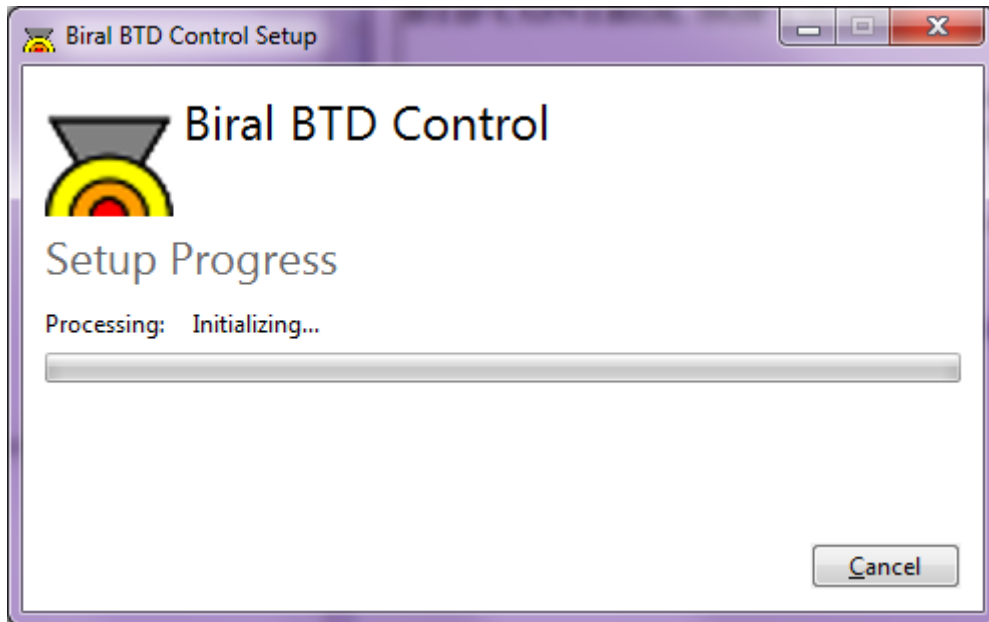 Biral BTD Control Setup
Biral BTD Control
Setup Progress
Processing: Initializing...
Cancel